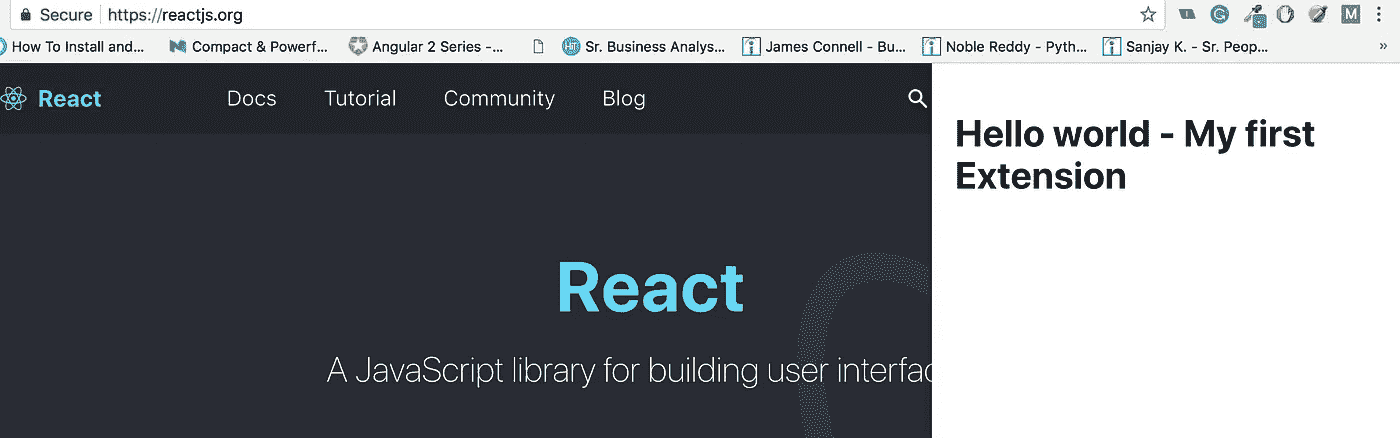 Secure https://reactjs.org M
How To Install and... Compact & Powerf... Angular 2 Series -... Sr. Business Analys... James Connell - Bu... Noble Reddy - Pyth... Sanjay K. - Sr. Peop... »
React Docs Tutorial Community Blog
Hello world - My first
Extension
React
A JavaScript library for building user interfac